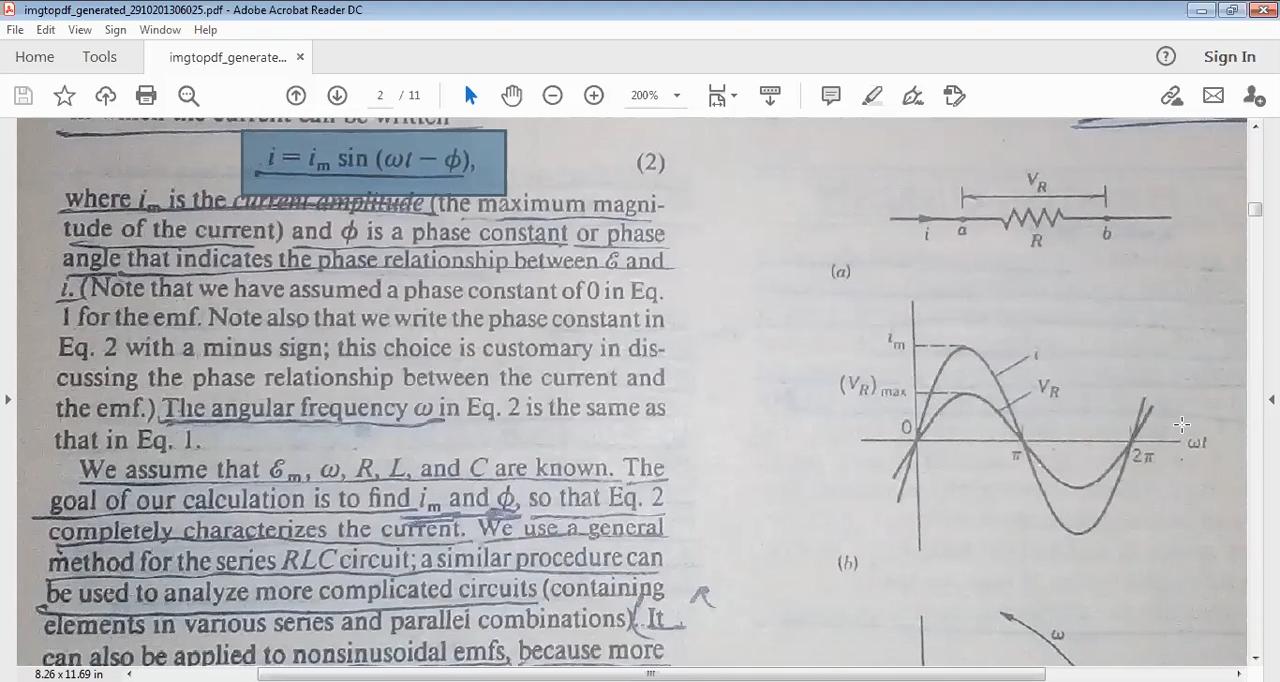 imgtopdf_generated_2910201306025.pdf - Adobe Acrobat Reader DC
File Edit View Sign Window Help
Home Tools imgtopdf_generate... × ? Sign In
2 / 11 200%
in which the current can be written
i = i_m sin (ωt − ϕ), (2)
where i_m is the current amplitude (the maximum magni-
tude of the current) and ϕ is a phase constant or phase
angle that indicates the phase relationship between ℰ and
i. (Note that we have assumed a phase constant of 0 in Eq.
1 for the emf. Note also that we write the phase constant in
Eq. 2 with a minus sign; this choice is customary in dis-
cussing the phase relationship between the current and
the emf.) The angular frequency ω in Eq. 2 is the same as
that in Eq. 1.
We assume that ℰ_m, ω, R, L, and C are known. The
goal of our calculation is to find i_m and ϕ, so that Eq. 2
completely characterizes the current. We use a general
method for the series RLC circuit; a similar procedure can
be used to analyze more complicated circuits (containing
elements in various series and parallel combinations). It
can also be applied to nonsinusoidal emfs, because more
V_R
i a R b
(a)
i_m
i
(V_R)max
V_R
0
π 2π ωt
(b)
ω
8.26 x 11.69 in